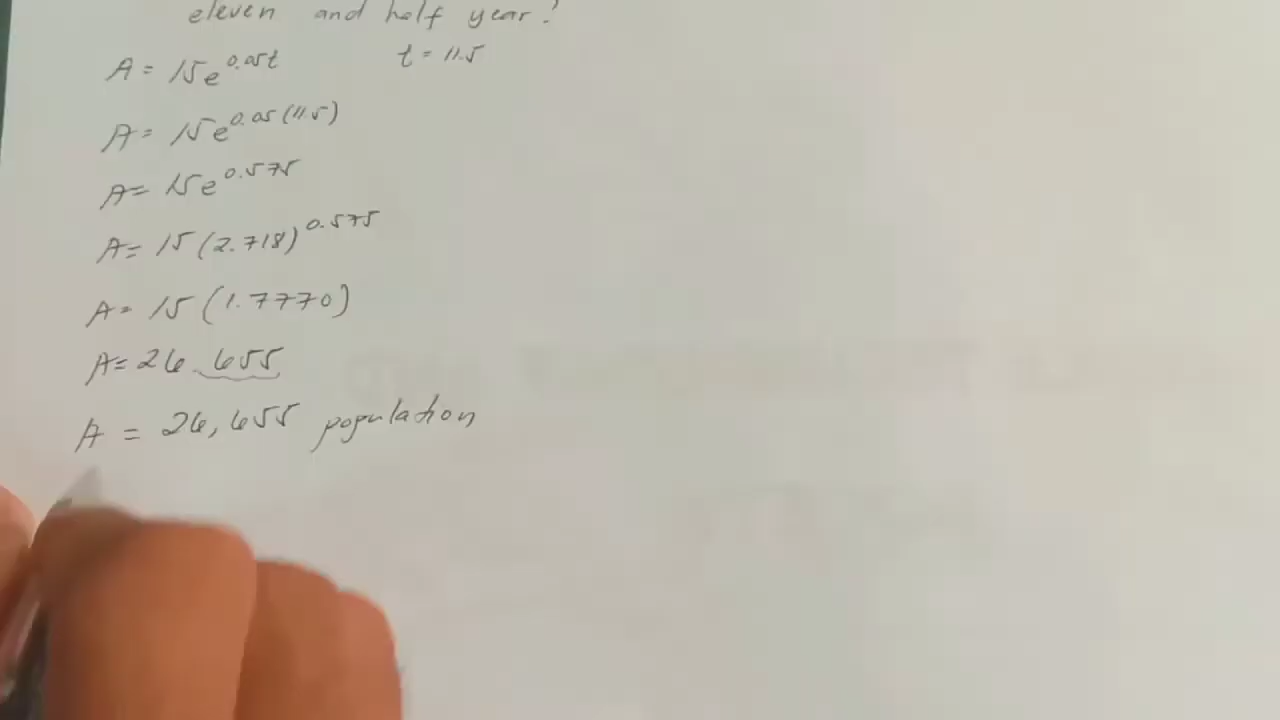 eleven and half year?
A = 15e^0.05t t = 11.5
A = 15e^0.05(11.5)
A = 15e^0.575
A = 15(2.718)^0.575
A = 15(1.7770)
A = 26.655
A = 26,655 population